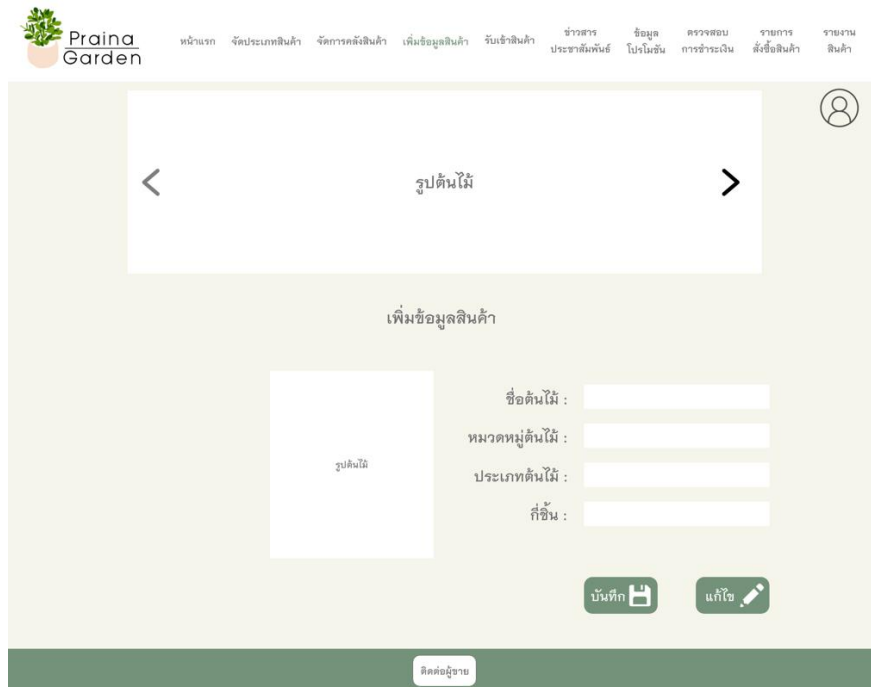 Praina
Garden
หน้าแรก จัดประเภทสินค้า จัดการคลังสินค้า เพิ่มข้อมูลสินค้า รับเข้าสินค้า
ข่าวสาร
ประชาสัมพันธ์
ข้อมูล
โปรโมชัน
ตรวจสอบ
การชำระเงิน
รายการ
สั่งซื้อสินค้า
รายงาน
สินค้า
รูปต้นไม้
เพิ่มข้อมูลสินค้า
รูปต้นไม้
ชื่อต้นไม้ :
หมวดหมู่ต้นไม้ :
ประเภทต้นไม้ :
กี่ชิ้น :
บันทึก
แก้ไข
ติดต่อผู้ขาย